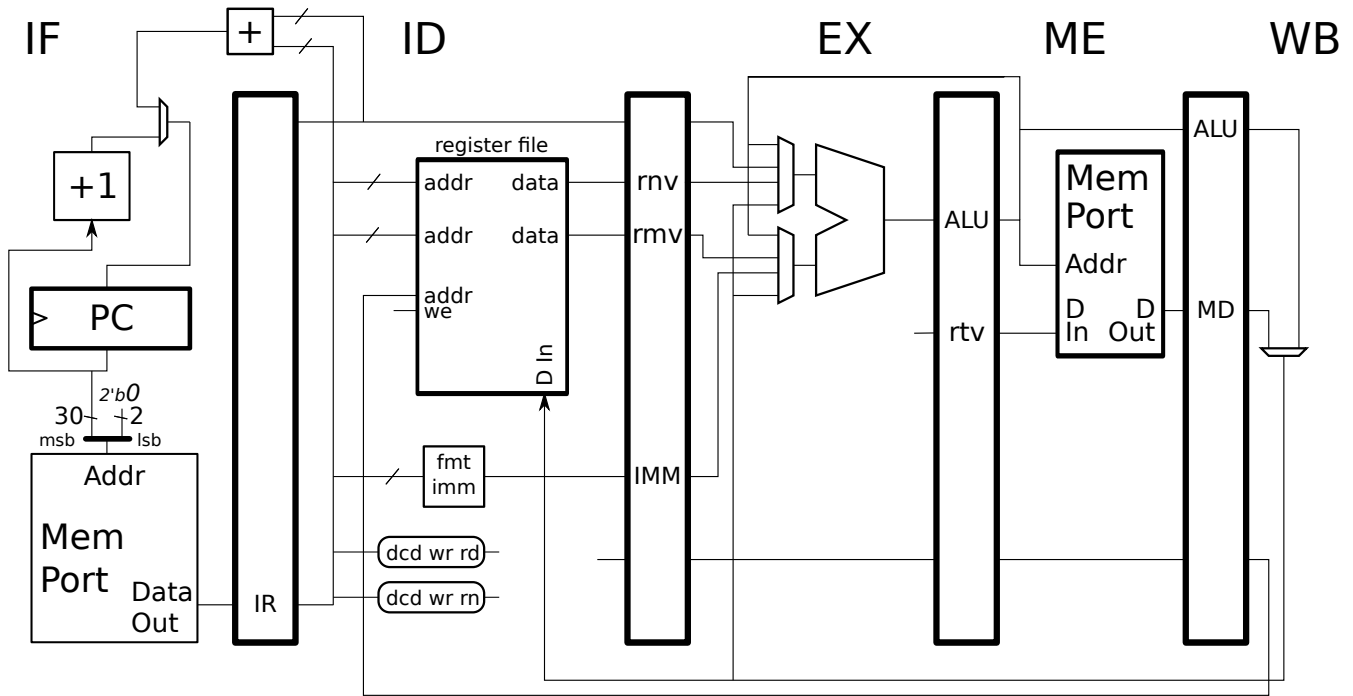 IF
ID
EX
ME
WB
+
+1
PC
2'b0
30
2
msb
lsb
Addr
Mem
Port
Data
Out
IR
register file
addr
data
addr
data
addr
we
D In
fmt
imm
dcd wr rd
dcd wr rn
rnv
rmv
IMM
ALU
rtv
Mem
Port
Addr
D
In
D
Out
ALU
MD